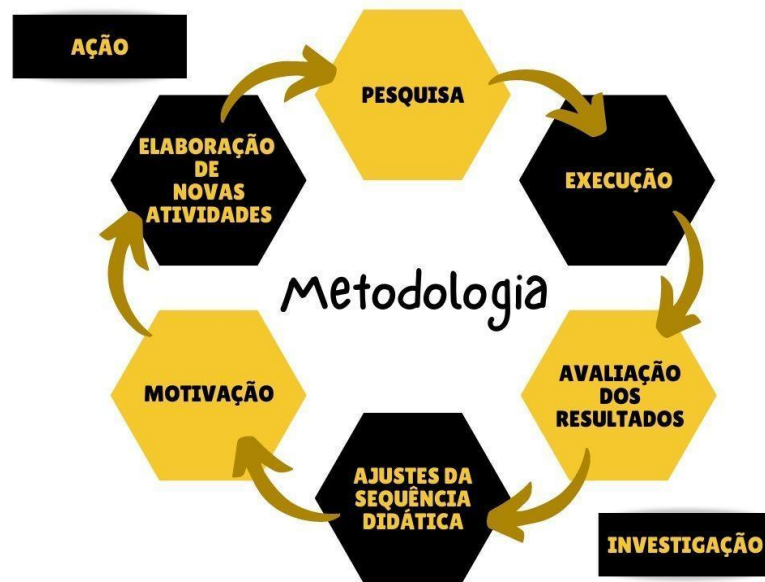 AÇÃO
PESQUISA
EXECUÇÃO
AVALIAÇÃO
DOS
RESULTADOS
AJUSTES DA
SEQUÊNCIA
DIDÁTICA
MOTIVAÇÃO
ELABORAÇÃO
DE
NOVAS
ATIVIDADES
Metodologia
INVESTIGAÇÃO